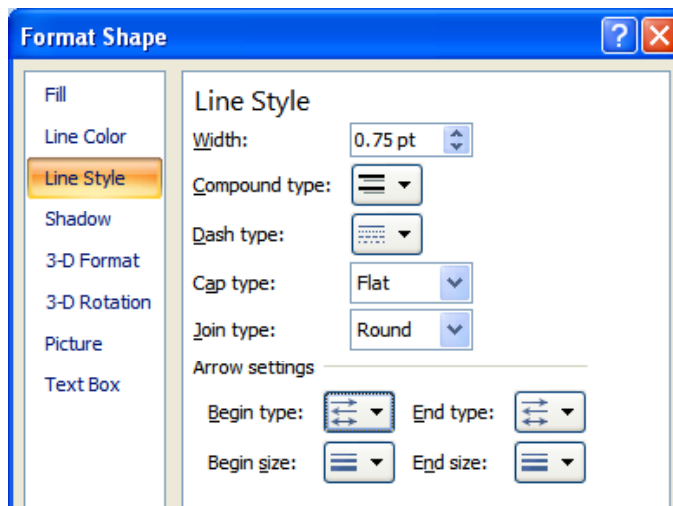 Format Shape
Fill
Line Color
Line Style
Shadow
3-D Format
3-D Rotation
Picture
Text Box
Line Style
Width: 0.75 pt
Compound type:
Dash type:
Cap type: Flat
Join type: Round
Arrow settings
Begin type: End type:
Begin size: End size: